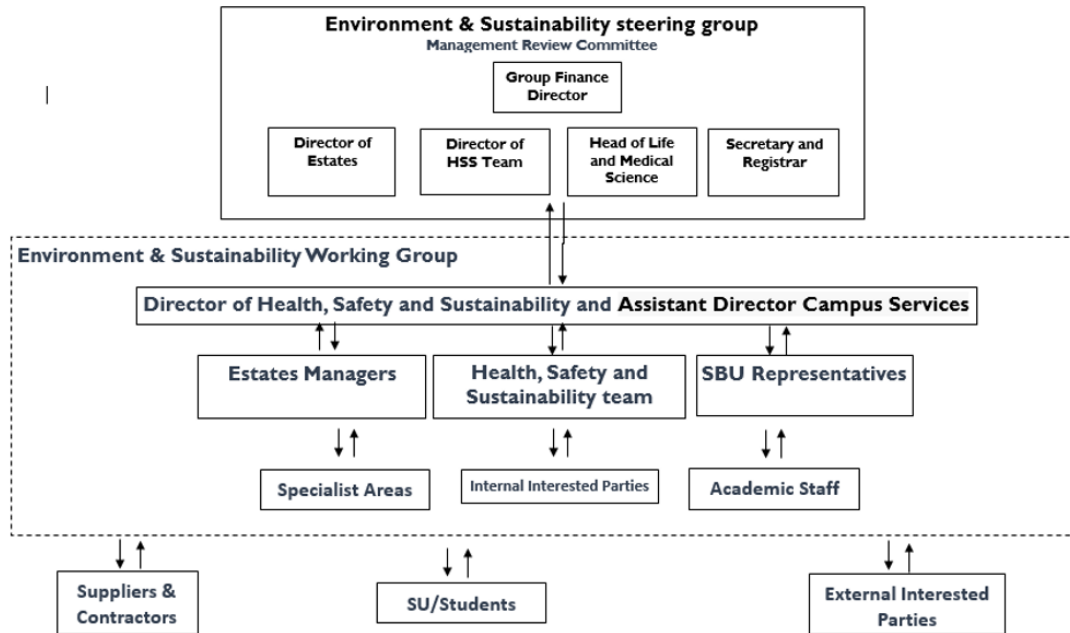 Environment & Sustainability steering group
Management Review Committee
Group Finance
Director
Director of
Estates
Director of
HSS Team
Head of Life
and Medical
Science
Secretary and
Registrar
Environment & Sustainability Working Group
Director of Health, Safety and Sustainability and Assistant Director Campus Services
Estates Managers
Health, Safety and
Sustainability team
SBU Representatives
Specialist Areas
Internal Interested Parties
Academic Staff
Suppliers &
Contractors
SU/Students
External Interested
Parties